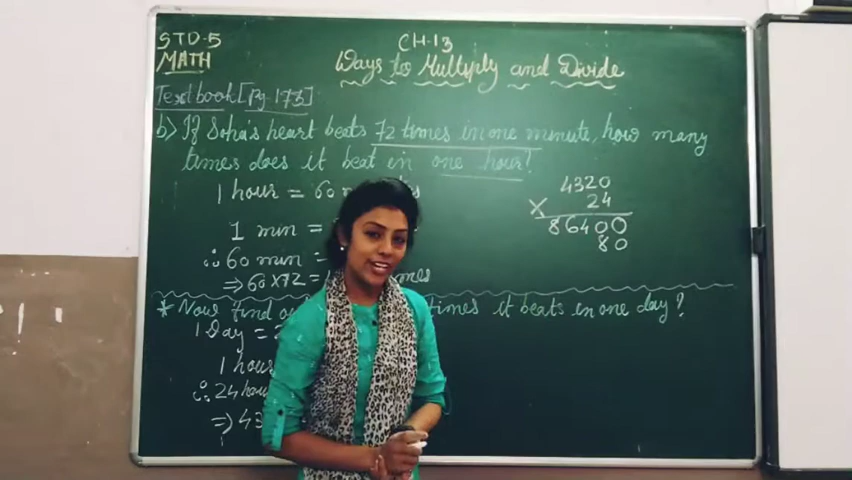 STD-5
CH-13
MATH
Ways to Multiply and Divide
Textbook [Pg-173]
b) If Soha's heart beats 72 times in one minute, how many
times does it beat in one hour?
1 hour = 60
1 min =
∴ 60 min =
⇒ 60×72 =
* Now find
times it beats in one day?
1 Day = 2
1 hour
∴ 24 hou
⇒ 43
4320
× 24
86400
80